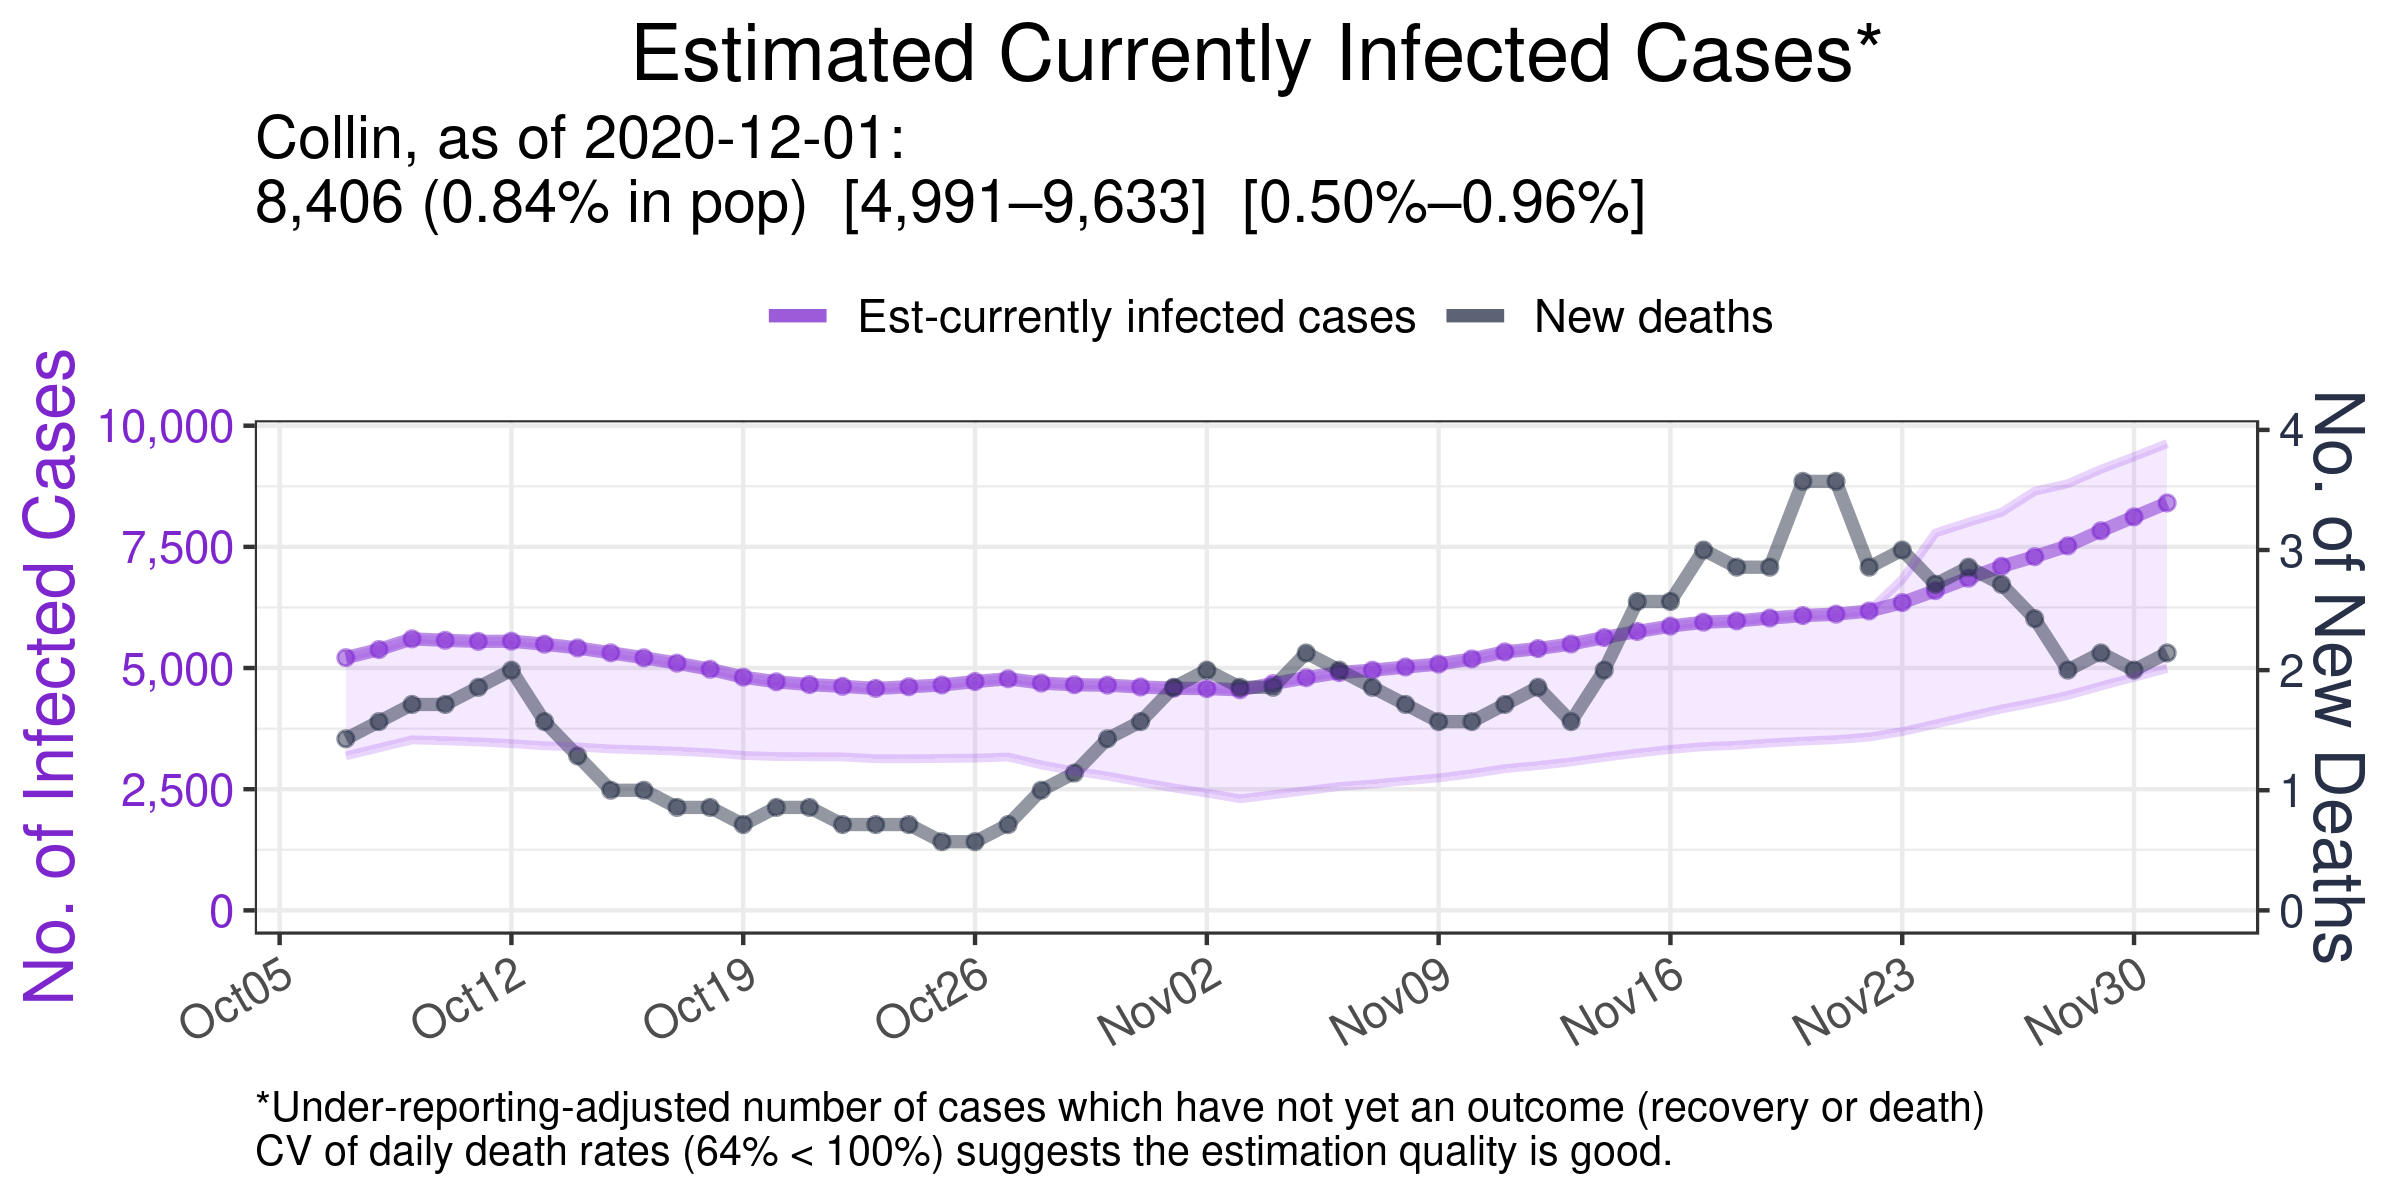 Estimated Currently Infected Cases*
Collin, as of 2020-12-01:
8,406 (0.84% in pop)  [4,991–9,633]  [0.50%–0.96%]
Est-currently infected cases
New deaths
No. of Infected Cases
10,000
7,500
5,000
2,500
0
4
3
2
1
0
No. of New Deaths
Oct05
Oct12
Oct19
Oct26
Nov02
Nov09
Nov16
Nov23
Nov30
*Under-reporting-adjusted number of cases which have not yet an outcome (recovery or death)
CV of daily death rates (64% < 100%) suggests the estimation quality is good.